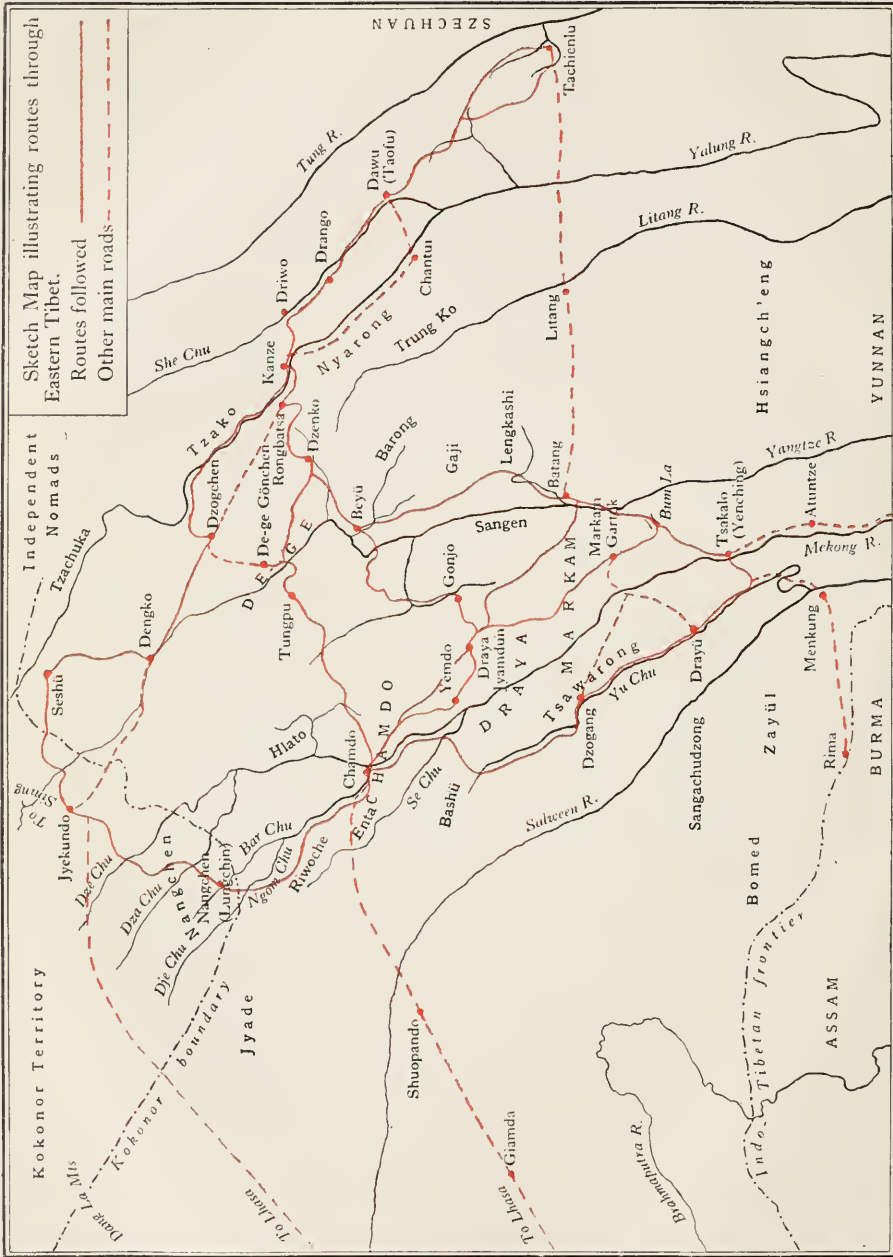 Sketch Map illustrating routes through
Eastern Tibet.
Routes followed
Other main roads
Kokonor Territory
Independent
Nomads
SZECHUAN
Dang La Mts
Kokonor boundary
To Lhasa
To Sining
Jyekundo
Seshü
Tzachuka
Dengko
Dzogchen
Tzako
She Chu
Tung R.
Dze Chu
Dza Chu
Dje Chu
Nangchen
Nangchen
(Lungchin)
Bar Chu
Ngom Chu
Hlato
Jyade
Riwoche
Enta
Se Chu
Chamdo
CHAMDO
Tungpu
De-ge Gönchen
DEGE
Rongbatsa
Kanze
Driwo
Drango
Dawu
(Taofu)
Dzenko
Nyarong
Chantui
Tachienlu
Beyü
Barong
Trung Ko
Yalung R.
Litang R.
Litang
Gaji
Lengkashi
Batang
Sangen
Gonjo
Yemdo
Draya
Iyamdun
DRAYA
MARKAM
Markam
Gartok
Bum La
Bashü
Shuopando
Giamda
To Lhasa
Salween R.
Dzogang
Tsawarong
Yu Chu
Drayü
Tsakalo
(Yenching)
Atuntze
Mekong R.
Yangtze R
Hsiangch'eng
YUNNAN
Sangachudzong
Zayül
Menkung
Rima
BURMA
Bomed
Indo-Tibetan frontier
ASSAM
Brahmaputra R.